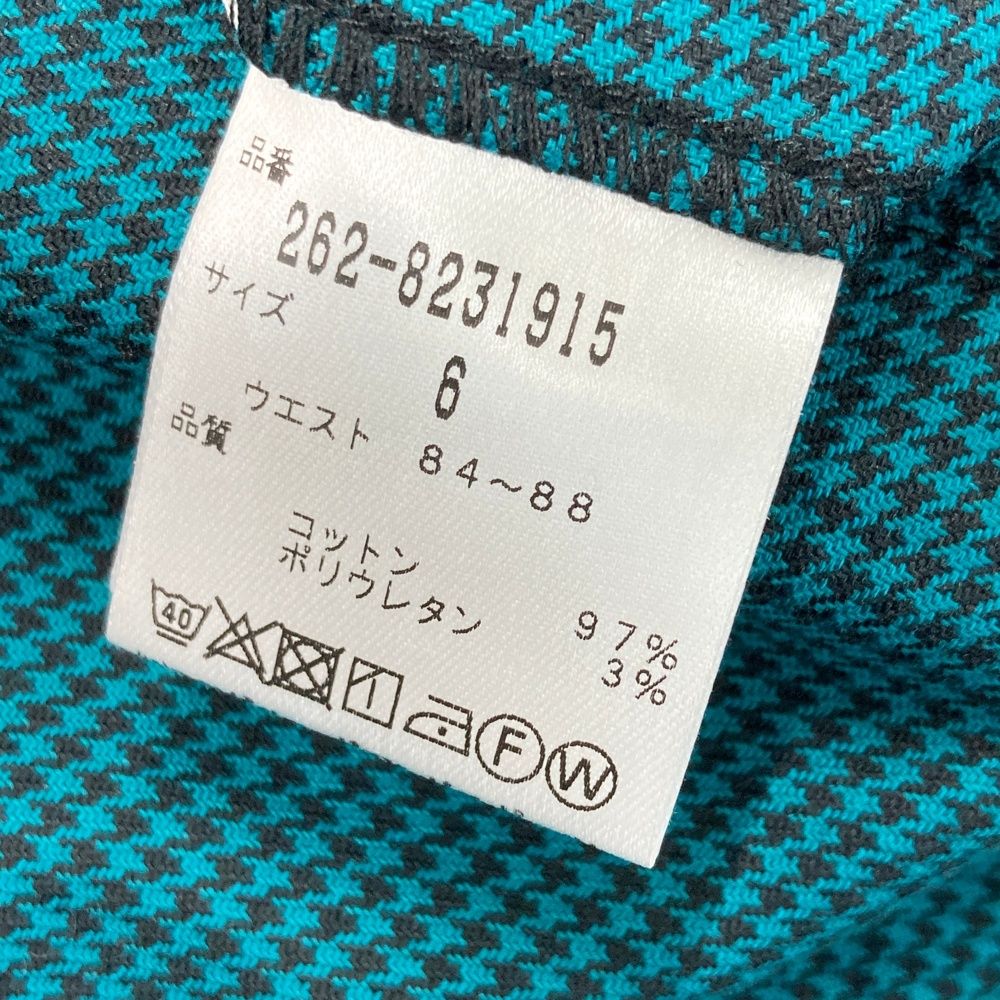 品番
262-8231915
サイズ
6
ウエスト 84~88
品質
コットン 97%
ポリウレタン 3%
40
F W